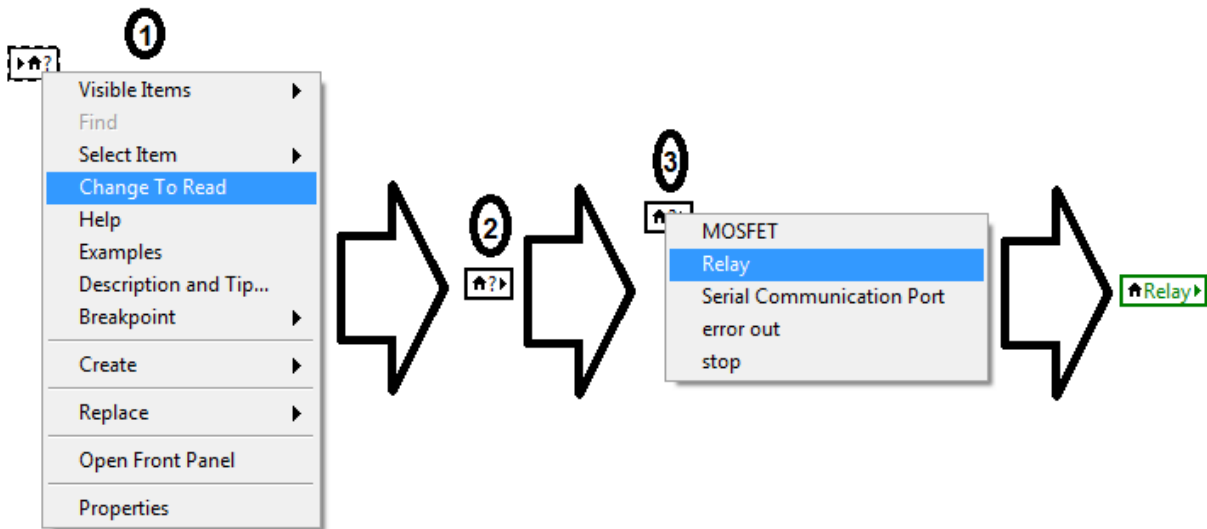 1
?
Visible Items
Find
Select Item
Change To Read
Help
Examples
Description and Tip...
Breakpoint
Create
Replace
Open Front Panel
Properties
2
?
3
?
MOSFET
Relay
Serial Communication Port
error out
stop
Relay